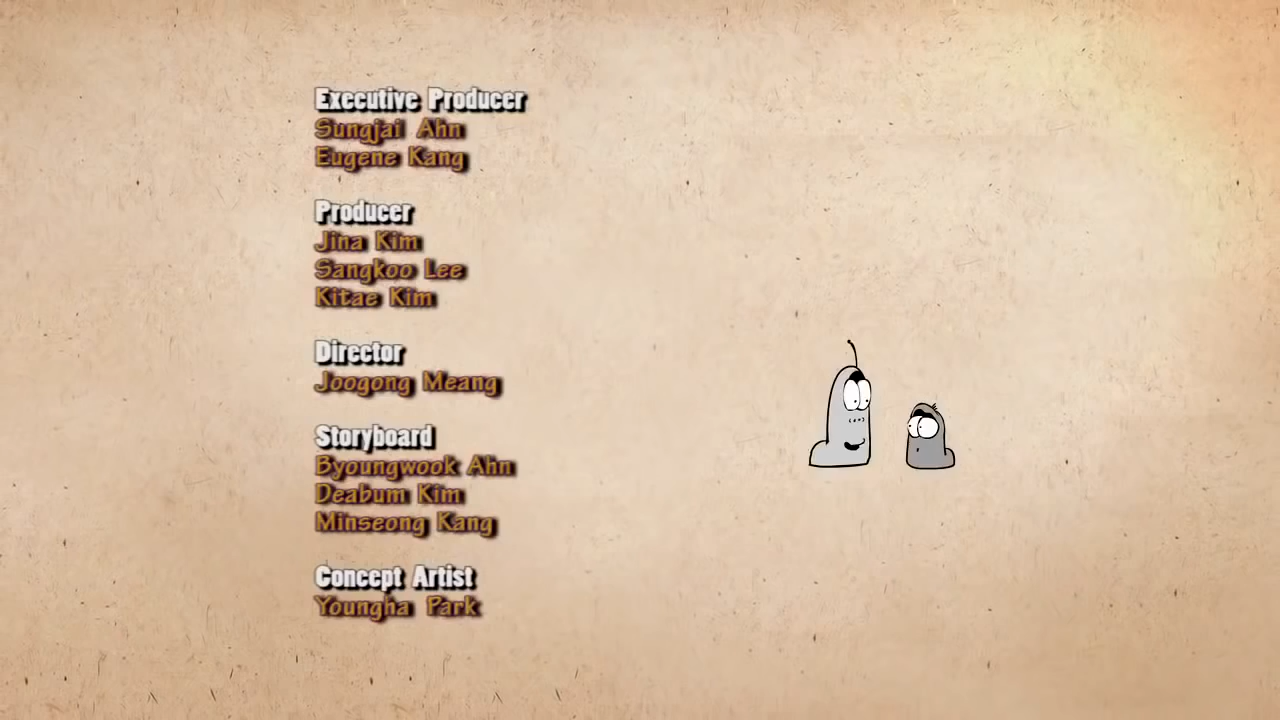 Executive Producer
Sungjai Ahn
Eugene Kang
Producer
Jina Kim
Sangkoo Lee
Kitae Kim
Director
Joogong Meang
Storyboard
Byoungwook Ahn
Deabum Kim
Minseong Kang
Concept Artist
Youngha Park